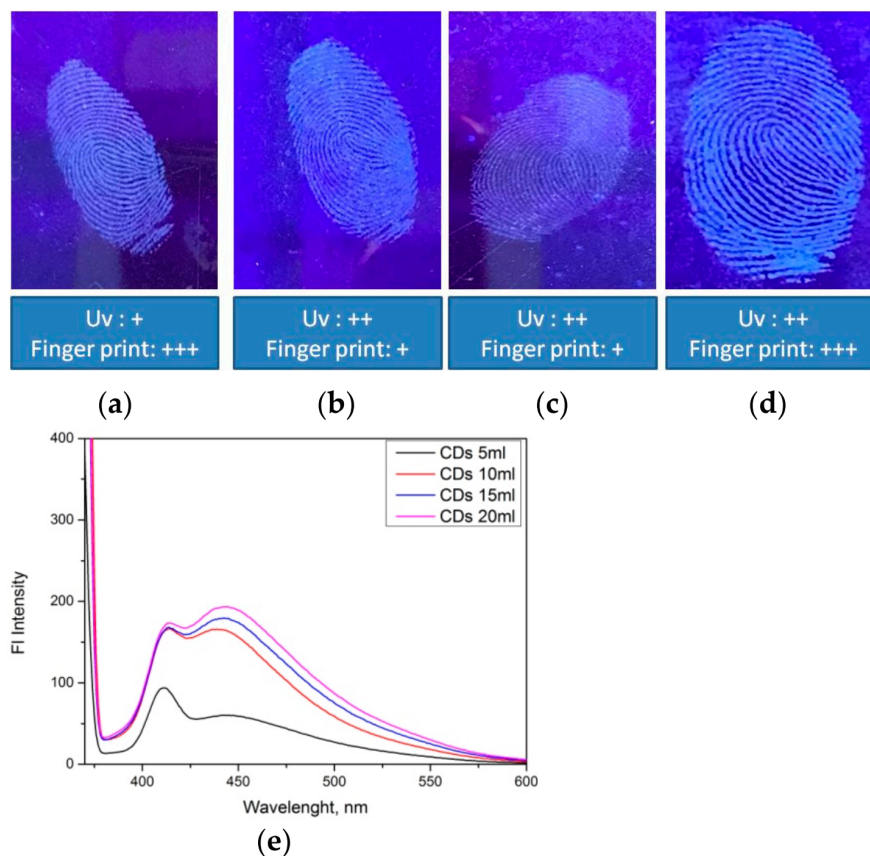 Uv : +
Finger print: +++
Uv : ++
Finger print: +
Uv : ++
Finger print: +
Uv : ++
Finger print: +++
(a)
(b)
(c)
(d)
400
300
200
100
0
FI Intensity
CDs 5ml
CDs 10ml
CDs 15ml
CDs 20ml
400
450
500
550
600
Wavelenght, nm
(e)